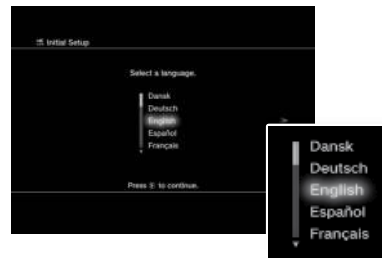 Initial Setup
Select a language.
Dansk
Deutsch
English
Español
Français
Press ⓧ to continue.
Dansk
Deutsch
English
Español
Français